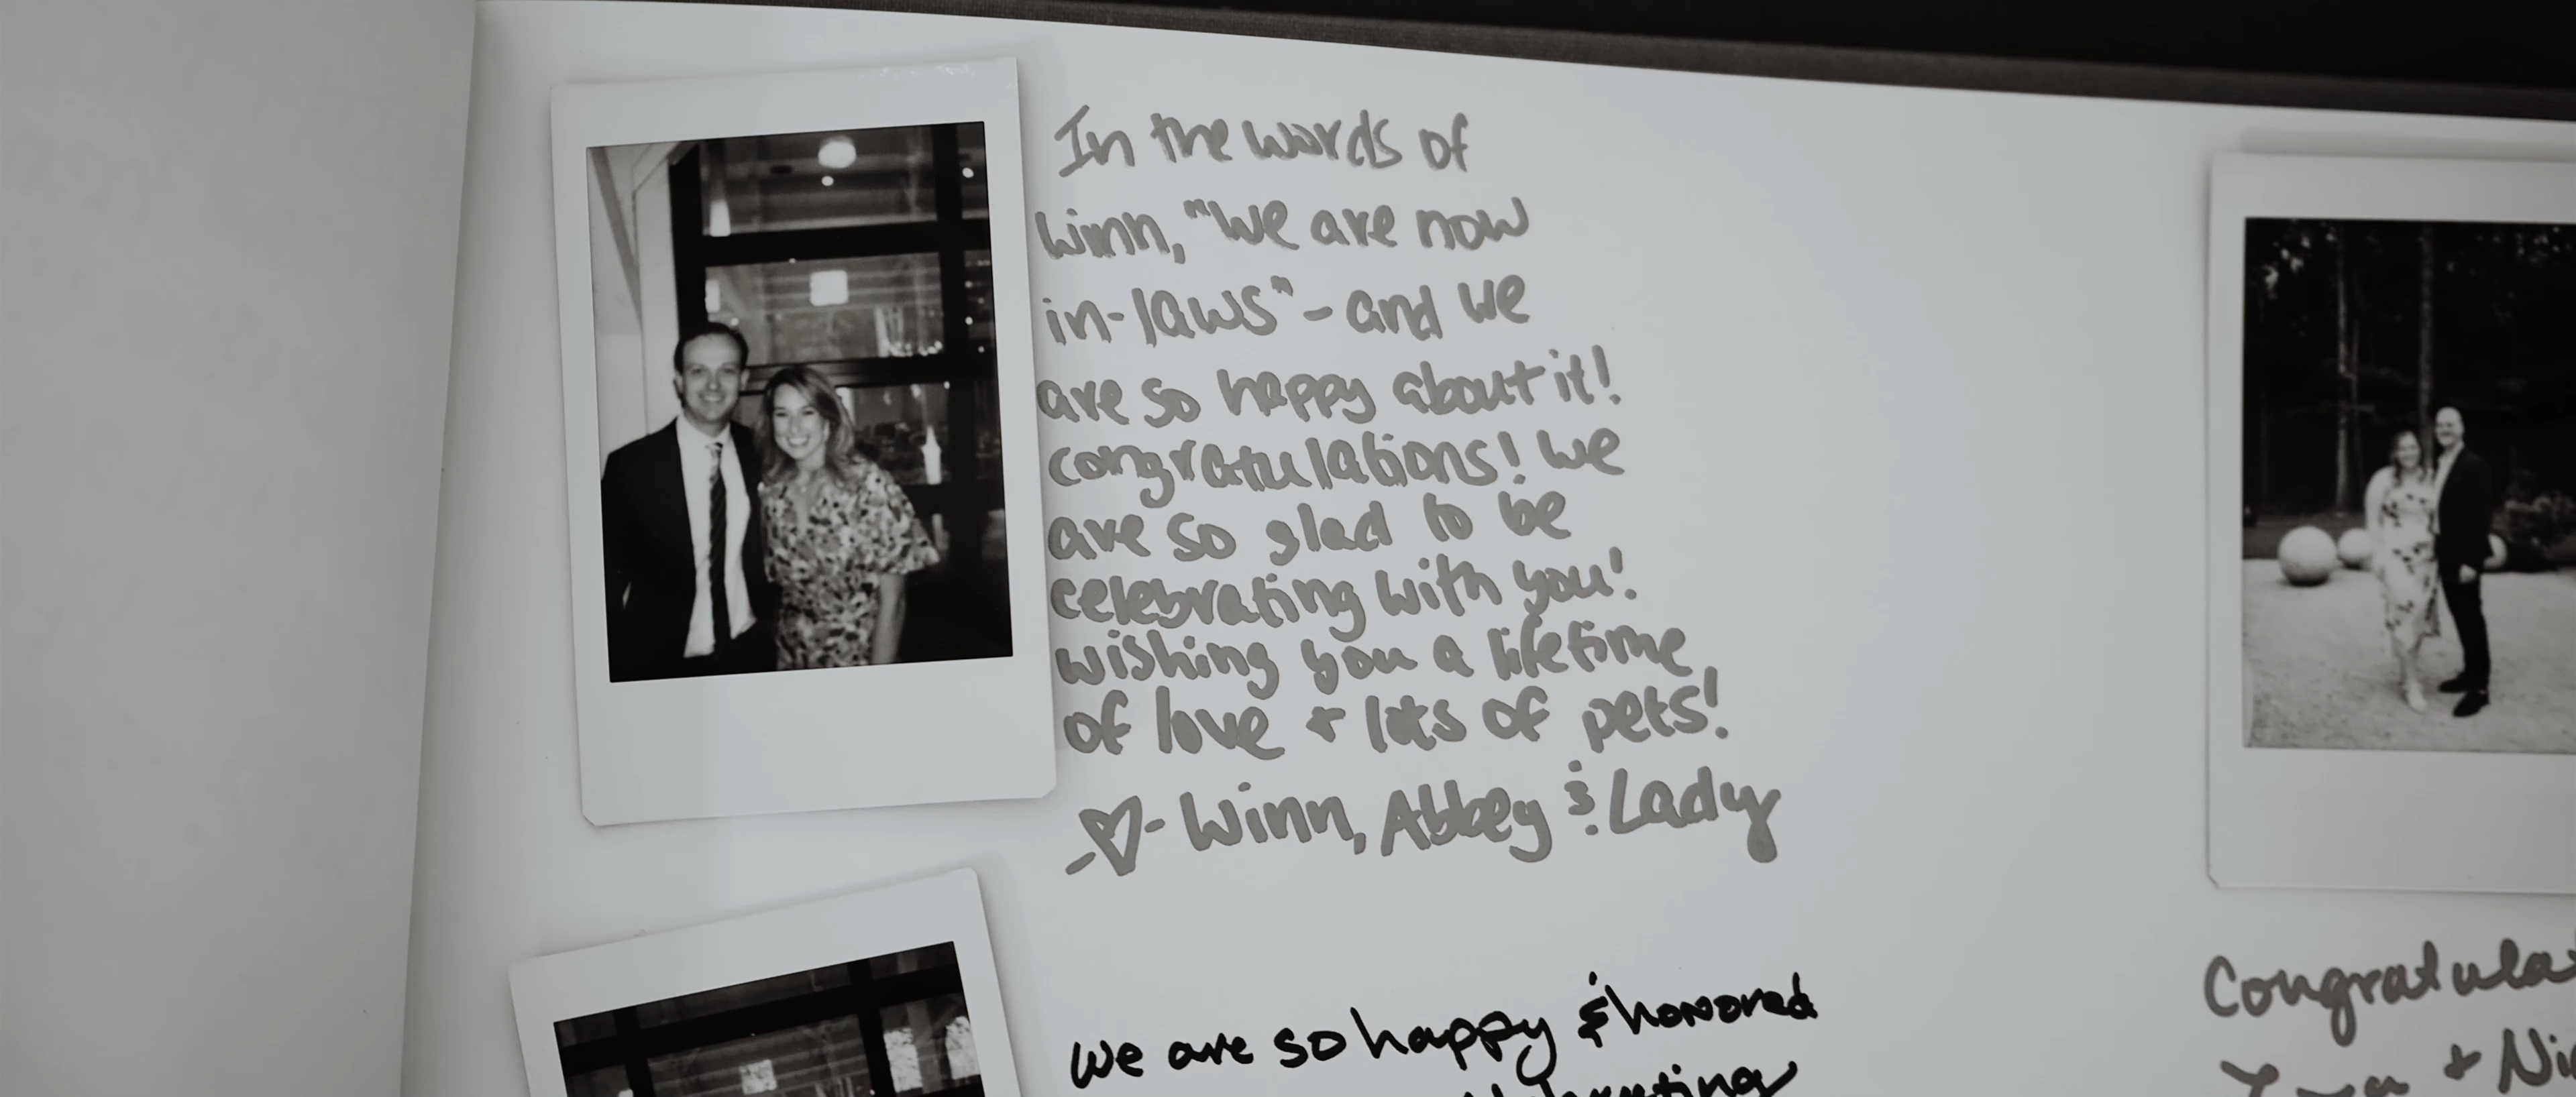 In the words of
Winn, "We are now
in-laws" - and we
are so happy about it!
congratulations! We
are so glad to be
celebrating with you!
wishing you a lifetime
of love + lots of pets!
-♡- Winn, Abbey & Lady
we are so happy & honored
Congratula
+ Ni